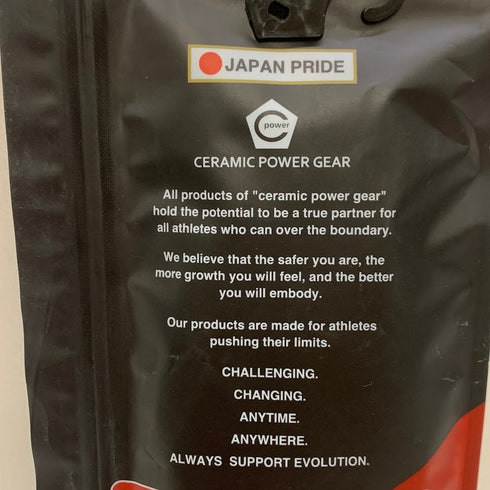 JAPAN PRIDE
power
CERAMIC POWER GEAR
All products of "ceramic power gear"
hold the potential to be a true partner for
all athletes who can over the boundary.
We believe that the safer you are, the
more growth you will feel, and the better
you will embody.
Our products are made for athletes
pushing their limits.
CHALLENGING.
CHANGING.
ANYTIME.
ANYWHERE.
ALWAYS SUPPORT EVOLUTION.